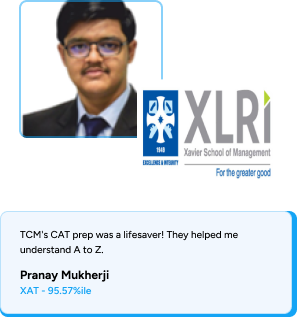 XLRI
Xavier School of Management
1949
EXCELLENCE & INTEGRITY
For the greater good
TCM's CAT prep was a lifesaver! They helped me
understand A to Z.
Pranay Mukherji
XAT - 95.57%ile